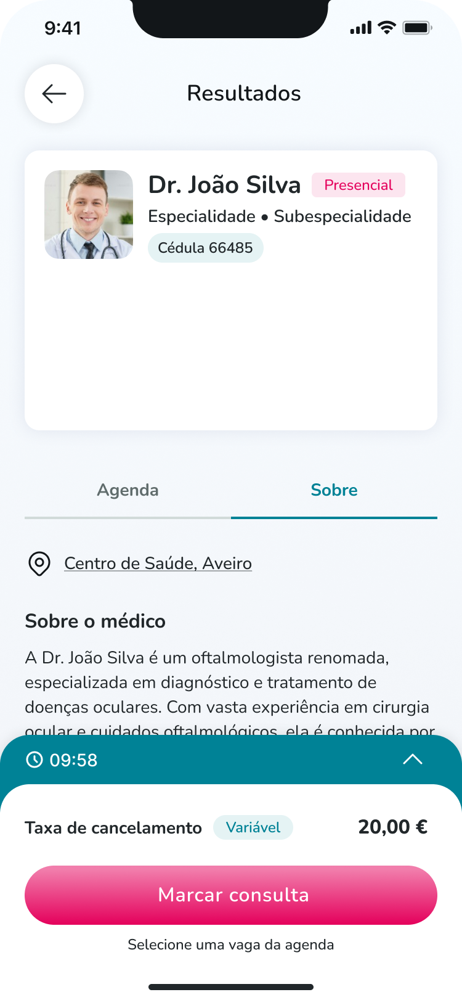 9:41
Resultados
Dr. João Silva Presencial
Especialidade • Subespecialidade
Cédula 66485
Agenda Sobre
Centro de Saúde, Aveiro
Sobre o médico
A Dr. João Silva é um oftalmologista renomada,
especializada em diagnóstico e tratamento de
doenças oculares. Com vasta experiência em cirurgia
ocular e cuidados oftalmológicos, ela é conhecida por
09:58
Taxa de cancelamento Variável 20,00 €
Marcar consulta
Selecione uma vaga da agenda